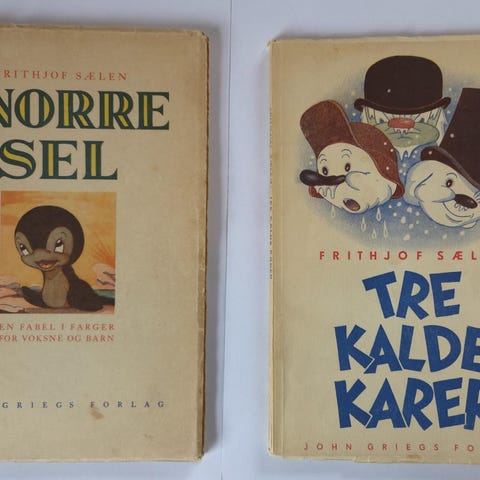 FRITHJOF SÆLEN
NORRE
SEL
EN FABEL I FARGER
FOR VOKSNE OG BARN
GRIEGS FORLAG
FRITHJOF SÆL
TRE
KALDE
KARER
JOHN GRIEGS FO